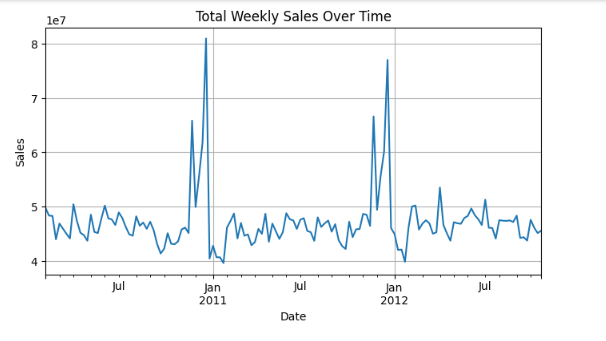 Total Weekly Sales Over Time
1e7
8
7
6
5
4
Sales
Jul
Jan
2011
Jul
Jan
2012
Jul
Date